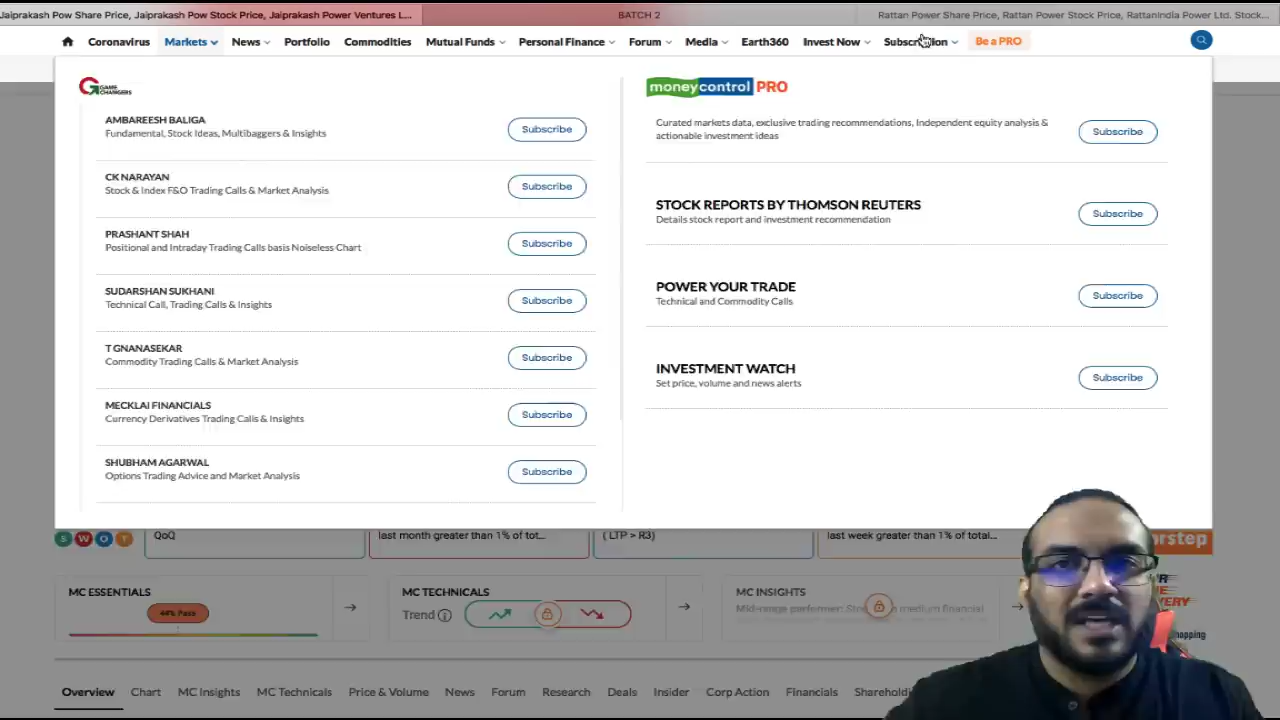 Jaiprakash Pow Share Price, Jaiprakash Pow Stock Price, Jaiprakash Power Ventures L...
BATCH 2
Rattan Power Share Price, Rattan Power Stock Price, RattanIndia Power Ltd. Stock...
Coronavirus
Markets
News
Portfolio
Commodities
Mutual Funds
Personal Finance
Forum
Media
Earth360
Invest Now
Subscription
Be a PRO
GAME CHANGERS
AMBAREESH BALIGA
Fundamental, Stock Ideas, Multibaggers & Insights
Subscribe
CK NARAYAN
Stock & Index F&O Trading Calls & Market Analysis
Subscribe
PRASHANT SHAH
Positional and Intraday Trading Calls basis Noiseless Chart
Subscribe
SUDARSHAN SUKHANI
Technical Call, Trading Calls & Insights
Subscribe
T GNANASEKAR
Commodity Trading Calls & Market Analysis
Subscribe
MECKLAI FINANCIALS
Currency Derivatives Trading Calls & Insights
Subscribe
SHUBHAM AGARWAL
Options Trading Advice and Market Analysis
Subscribe
moneycontrol PRO
Curated markets data, exclusive trading recommendations, Independent equity analysis &
actionable investment ideas
Subscribe
STOCK REPORTS BY THOMSON REUTERS
Details stock report and investment recommendation
Subscribe
POWER YOUR TRADE
Technical and Commodity Calls
Subscribe
INVESTMENT WATCH
Set price, volume and news alerts
Subscribe
S W O T
QoQ
last month greater than 1% of tot...
( LTP > R3)
last week greater than 1% of total...
MC ESSENTIALS
44% Pass
MC TECHNICALS
Trend
MC INSIGHTS
Overview
Chart
MC Insights
MC Technicals
Price & Volume
News
Forum
Research
Deals
Insider
Corp Action
Financials